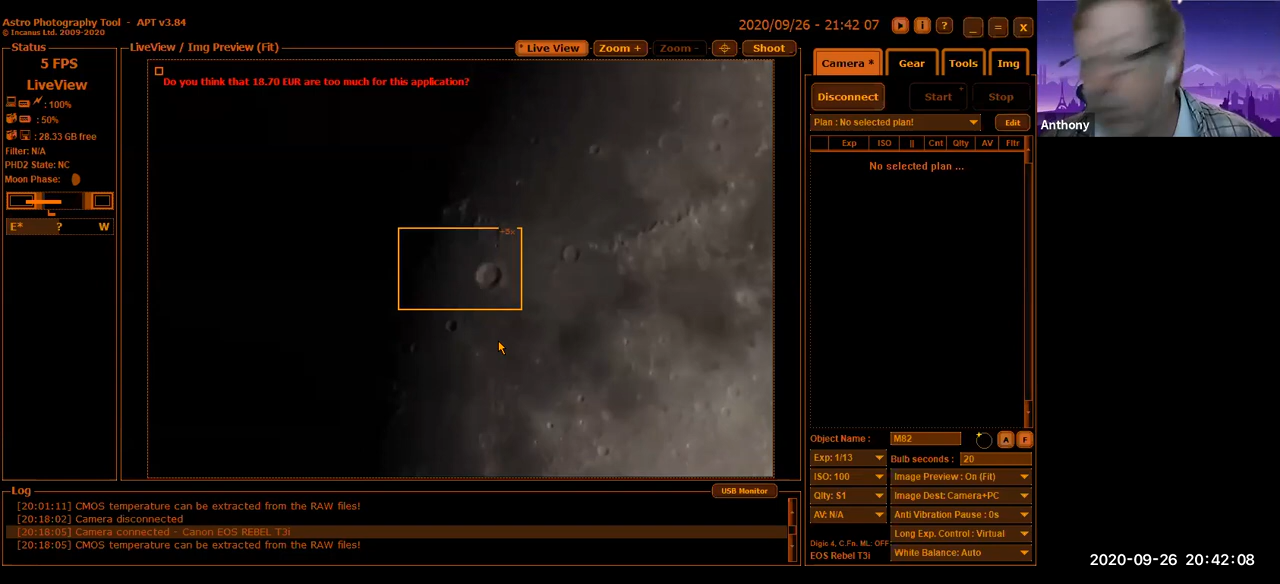 Astro Photography Tool - APT v3.84
© Incanus Ltd. 2009-2020
2020/09/26 - 21:42 07
i
?
_
=
X
Status
5 FPS
LiveView
: 100%
: 50%
: 28.33 GB free
Filter: N/A
PHD2 State: NC
Moon Phase:
E*
?
W
LiveView / Img Preview (Fit)
* Live View
Zoom +
Zoom -
Shoot
Do you think that 18.70 EUR are too much for this application?
5x
Camera *
Gear
Tools
Img
Disconnect
Start
Stop
Plan : No selected plan!
Edit
Exp
ISO
||
Cnt
Qlty
AV
Fltr
No selected plan ...
Object Name :
M82
A
F
Exp: 1/13
Bulb seconds :
20
ISO: 100
Image Preview : On (Fit)
Qlty: S1
Image Dest: Camera+PC
AV: N/A
Anti Vibration Pause : 0s
Long Exp. Control : Virtual
Digic 4, C.Fn. ML: OFF
EOS Rebel T3i
White Balance: Auto
Log
USB Monitor
[20:01:11] CMOS temperature can be extracted from the RAW files!
[20:18:02] Camera disconnected
[20:18:05] Camera connected - Canon EOS REBEL T3i
[20:18:05] CMOS temperature can be extracted from the RAW files!
Anthony
2020-09-26 20:42:08